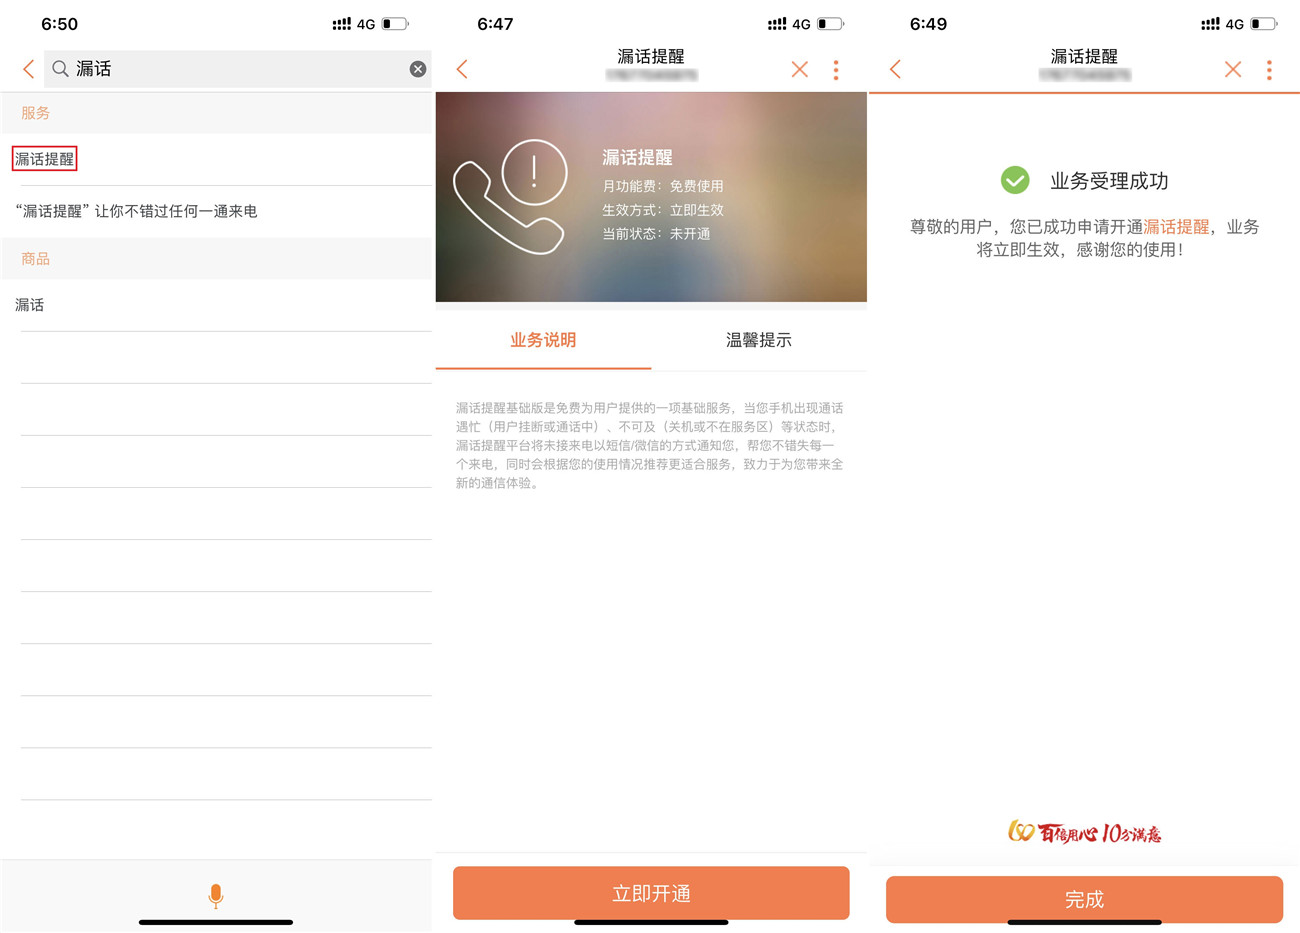 6:50
4G
漏话
服务
漏话提醒
“漏话提醒” 让你不错过任何一通来电
商品
漏话
6:47
4G
漏话提醒
漏话提醒
月功能费：免费使用
生效方式：立即生效
当前状态：未开通
业务说明
温馨提示
漏话提醒基础版是免费为用户提供的一项基础服务，当您手机出现通话
遇忙（用户挂断或通话中）、不可及（关机或不在服务区）等状态时，
漏话提醒平台将未接来电以短信/微信的方式通知您，帮您不错失每一
个来电，同时会根据您的使用情况推荐更适合服务，致力于为您带来全
新的通信体验。
立即开通
6:49
4G
漏话提醒
业务受理成功
尊敬的用户，您已成功申请开通漏话提醒，业务
将立即生效，感谢您的使用！
百倍用心 10分满意
完成